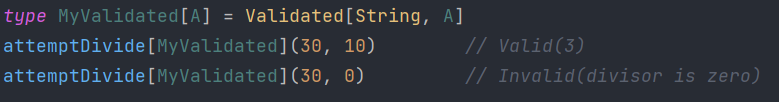 type MyValidated[A] = Validated[String, A]
attemptDivide[MyValidated](30, 10)        // Valid(3)
attemptDivide[MyValidated](30, 0)         // Invalid(divisor is zero)